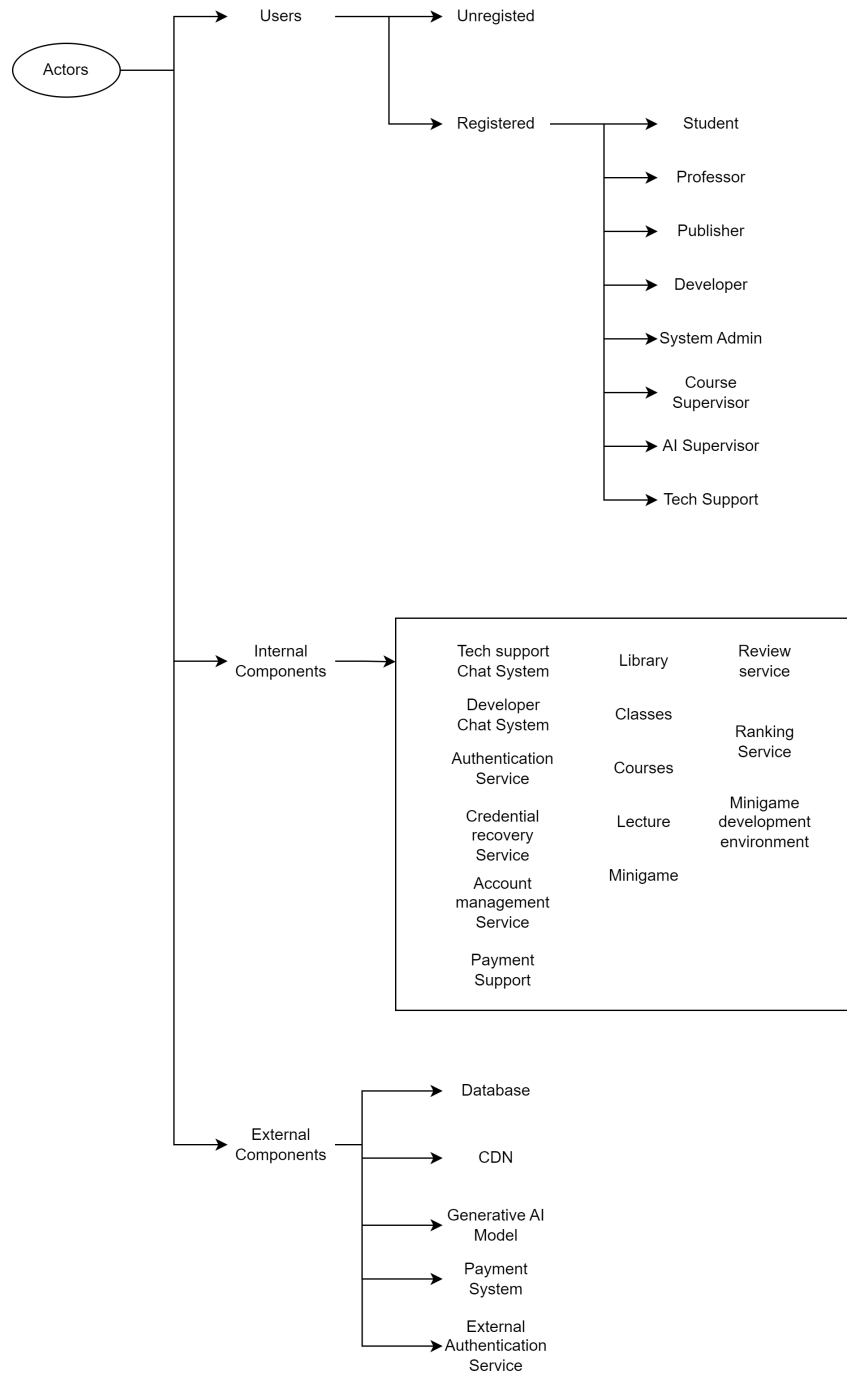 Actors
Users
Unregisted
Registered
Student
Professor
Publisher
Developer
System Admin
Course
Supervisor
AI Supervisor
Tech Support
Internal
Components
Tech support
Chat System
Developer
Chat System
Authentication
Service
Credential
recovery
Service
Account
management
Service
Payment
Support
Library
Classes
Courses
Lecture
Minigame
Review
service
Ranking
Service
Minigame
development
environment
External
Components
Database
CDN
Generative AI
Model
Payment
System
External
Authentication
Service